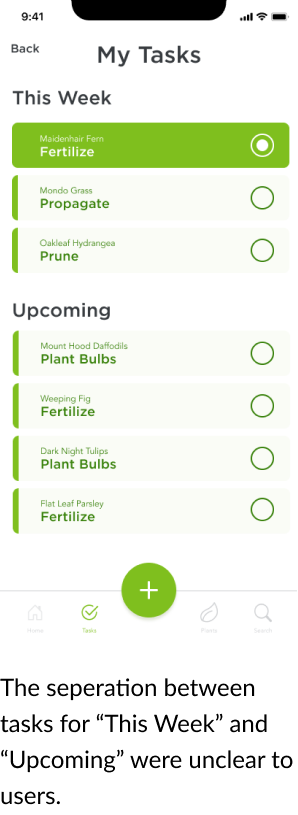 9:41
Back
My Tasks
This Week
Maidenhair Fern
Fertilize
Mondo Grass
Propagate
Oakleaf Hydrangea
Prune
Upcoming
Mount Hood Daffodils
Plant Bulbs
Weeping Fig
Fertilize
Dark Night Tulips
Plant Bulbs
Flat Leaf Parsley
Fertilize
+
Home Tasks Plants Search
The seperation between
tasks for “This Week” and
“Upcoming” were unclear to
users.